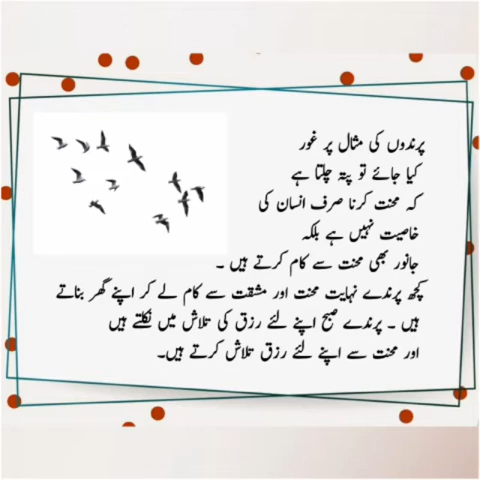 پرندوں کی مثال پر غور
کیا جائے تو پتہ چلتا ہے
کہ محنت کرنا صرف انسان کی
خاصیت نہیں ہے بلکہ
جانور بھی محنت سے کام کرتے ہیں ۔
کچھ پرندے نہایت محنت اور مشقت سے کام لے کر اپنے گھر بناتے
ہیں ۔ پرندے صبح اپنے لئے رزق کی تلاش میں نکلتے ہیں
اور محنت سے اپنے لئے رزق تلاش کرتے ہیں۔